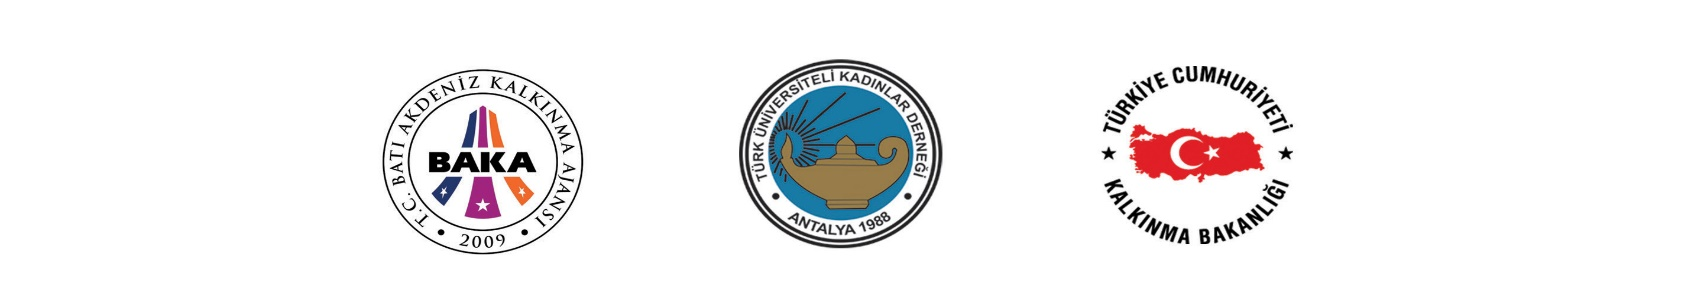 T.C. BATI AKDENİZ KALKINMA AJANSI
BAKA
2009
TÜRK ÜNİVERSİTELİ KADINLAR DERNEĞİ
ANTALYA 1988
TÜRKİYE CUMHURİYETİ
KALKINMA BAKANLIĞI